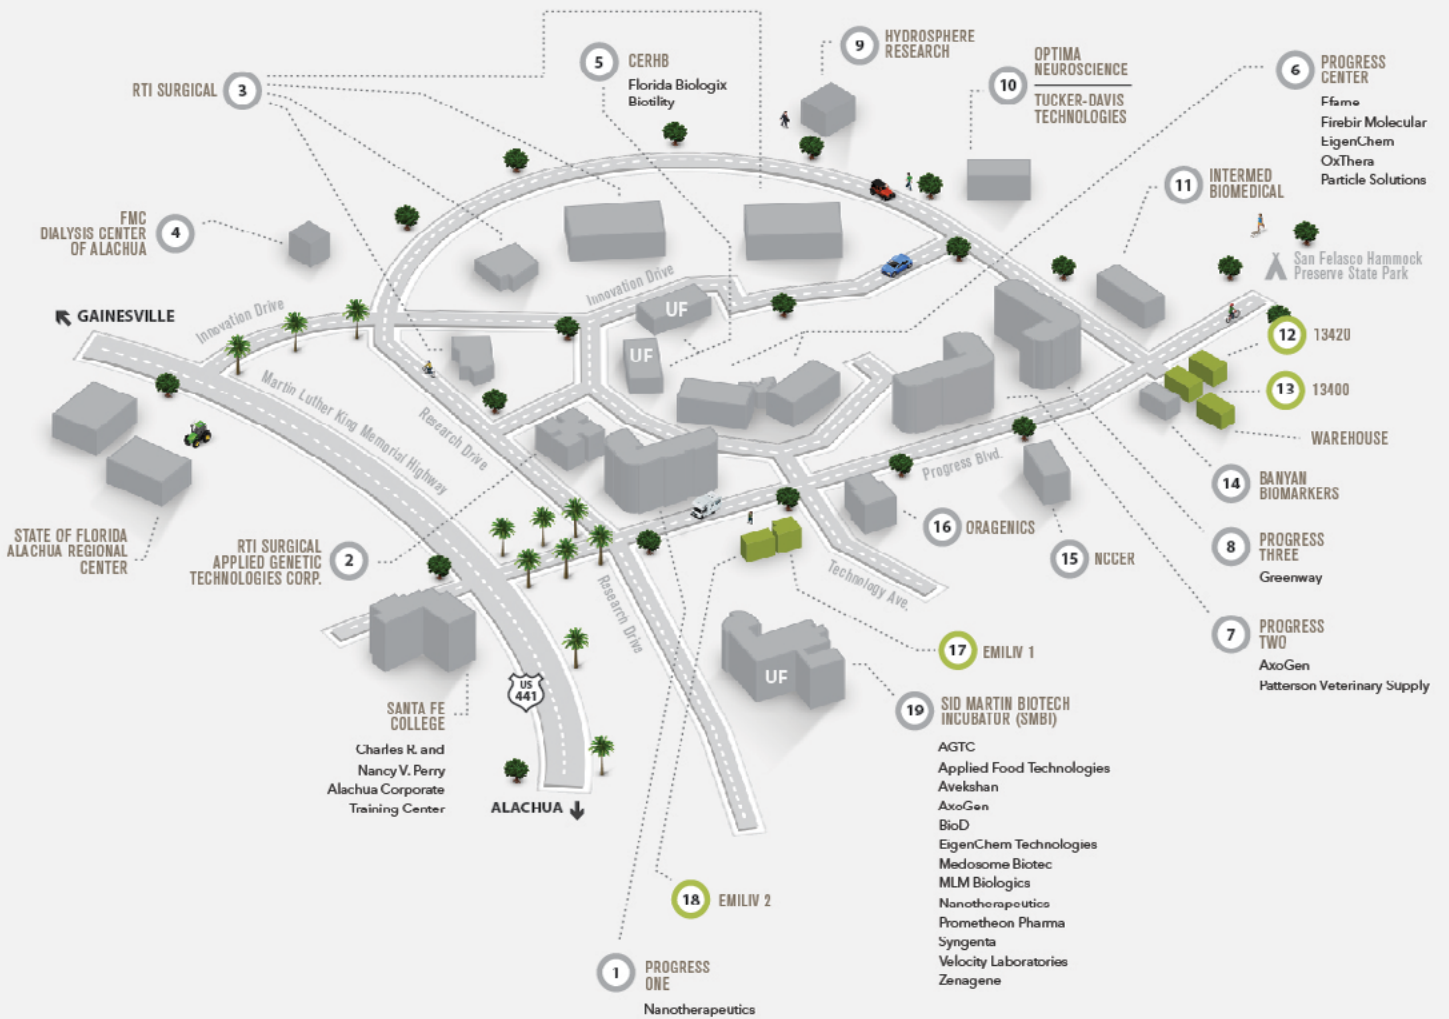 RTI SURGICAL
3
5
CERHB
Florida Biologix
Biotility
9
HYDROSPHERE
RESEARCH
10
OPTIMA
NEUROSCIENCE
TUCKER-DAVIS
TECHNOLOGIES
6
PROGRESS
CENTER
Efame
Firebir Molecular
EigenChem
OxThera
Particle Solutions
11
INTERMED
BIOMEDICAL
San Felasco Hammock
Preserve State Park
FMC
DIALYSIS CENTER
OF ALACHUA
4
GAINESVILLE
Innovation Drive
Innovation Drive
UF
UF
12
13420
13
13400
WAREHOUSE
Martin Luther King Memorial Highway
Research Drive
Progress Blvd.
14
BANYAN
BIOMARKERS
STATE OF FLORIDA
ALACHUA REGIONAL
CENTER
RTI SURGICAL
APPLIED GENETIC
TECHNOLOGIES CORP.
2
16
ORAGENICS
15
NCCER
8
PROGRESS
THREE
Greenway
Technology Ave.
Research Drive
7
PROGRESS
TWO
AxoGen
Patterson Veterinary Supply
17
EMILIV 1
UF
US
441
SANTA FE
COLLEGE
Charles R. and
Nancy V. Perry
Alachua Corporate
Training Center
ALACHUA
19
SID MARTIN BIOTECH
INCUBATOR (SMBI)
AGTC
Applied Food Technologies
Avekshan
AxoGen
BioD
EigenChem Technologies
Medosome Biotec
MLM Biologics
Nanotherapeutics
Prometheon Pharma
Syngenta
Velocity Laboratories
Zenagene
18
EMILIV 2
1
PROGRESS
ONE
Nanotherapeutics